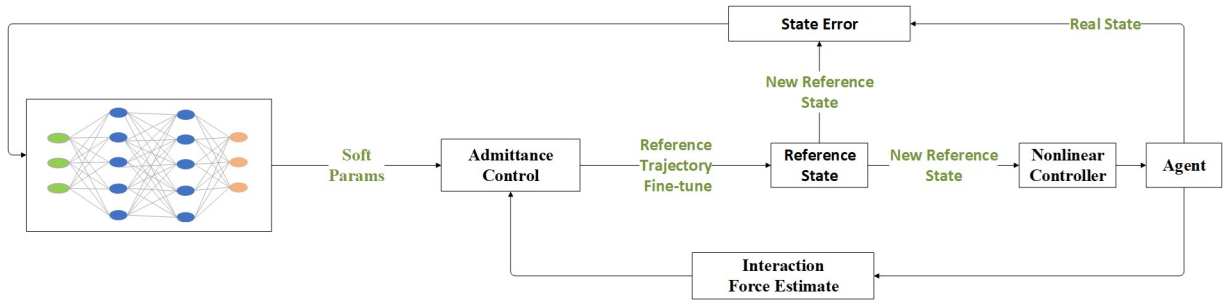 State Error
Real State
New Reference
State
Soft
Params
Admittance
Control
Reference
Trajectory
Fine-tune
Reference
State
New Reference
State
Nonlinear
Controller
Agent
Interaction
Force Estimate